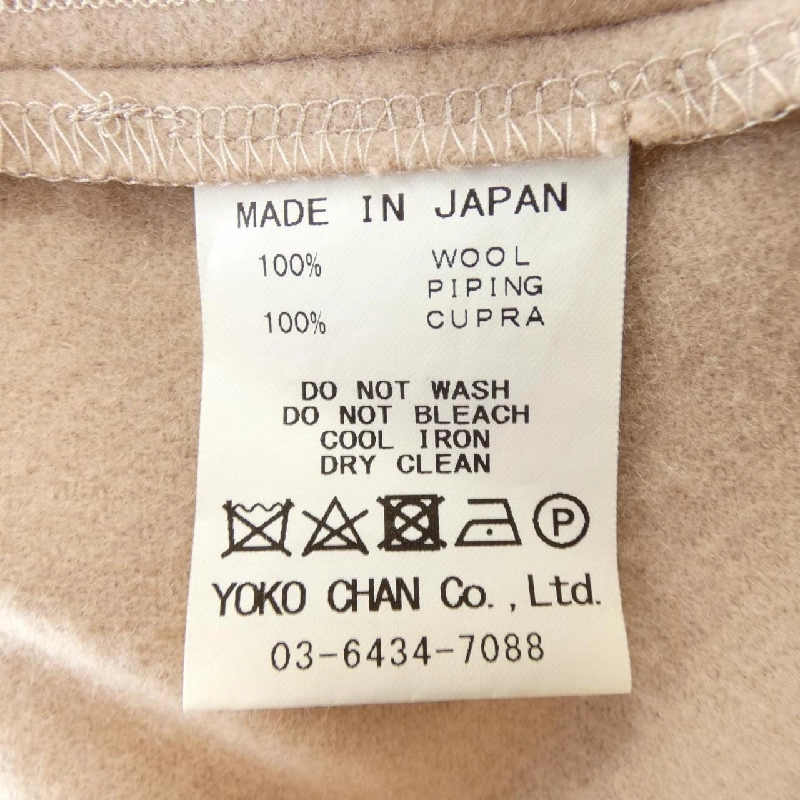 MADE IN JAPAN
100% WOOL
PIPING
100% CUPRA
DO NOT WASH
DO NOT BLEACH
COOL IRON
DRY CLEAN
P
YOKO CHAN Co.,Ltd.
03-6434-7088